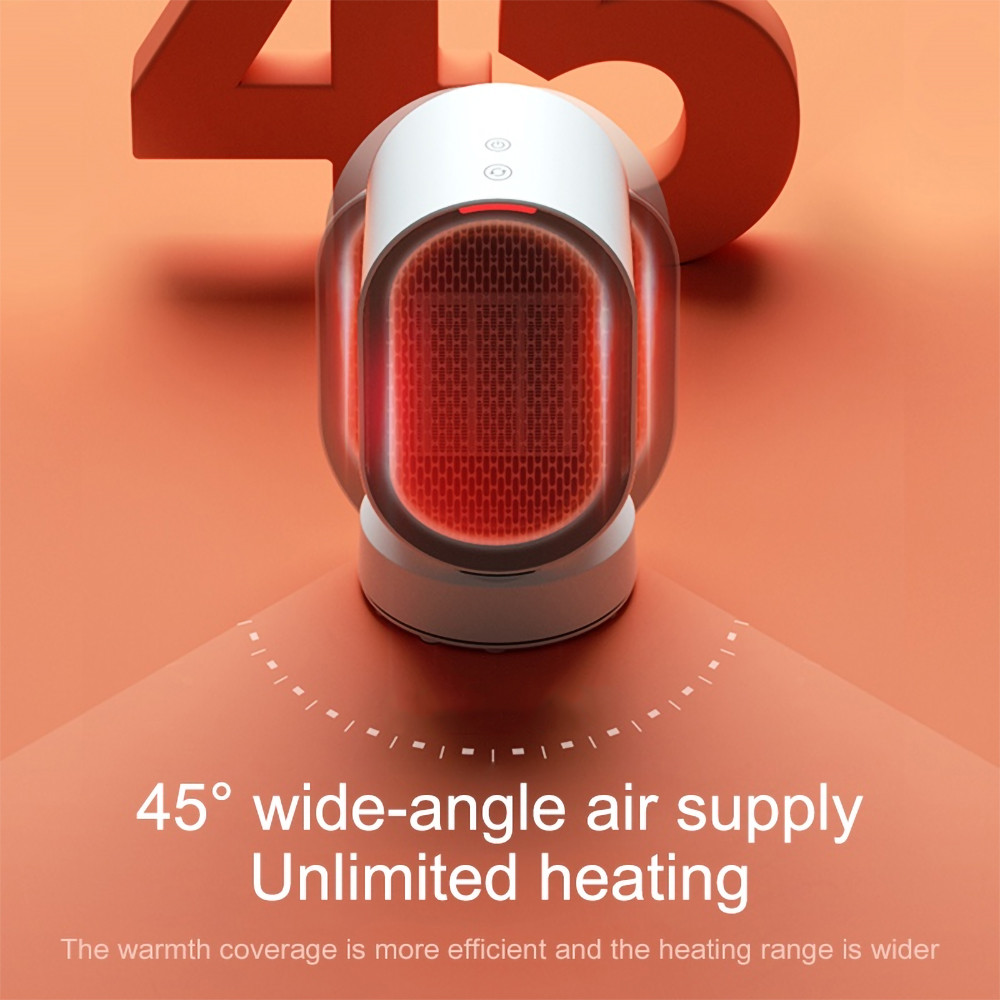 45
45° wide-angle air supply
Unlimited heating
The warmth coverage is more efficient and the heating range is wider